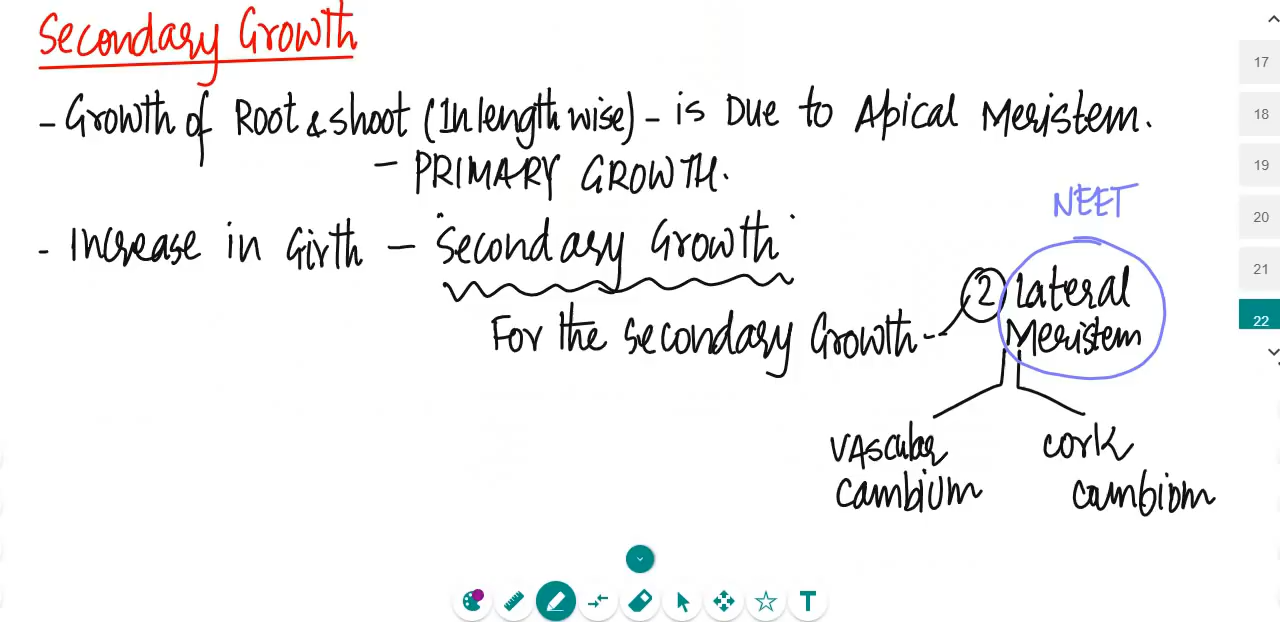 Secondary Growth
- Growth of Root & shoot (In length wise) - is Due to Apical Meristem.
- PRIMARY GROWTH.
NEET
- Increase in Girth - "Secondary Growth"
② Lateral
For the Secondary Growth -- Meristem
vAscular cork
cambium cambiom
17
18
19
20
21
22
T